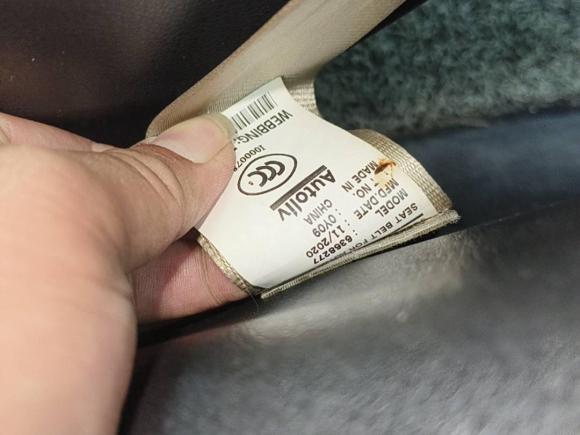 SEAT BELT FOR
MODEL : 6368277
MFD.DATE : 11/2020
NO. : 0Y09
MADE IN CHINA
Autoliv
CCC
WEBBING